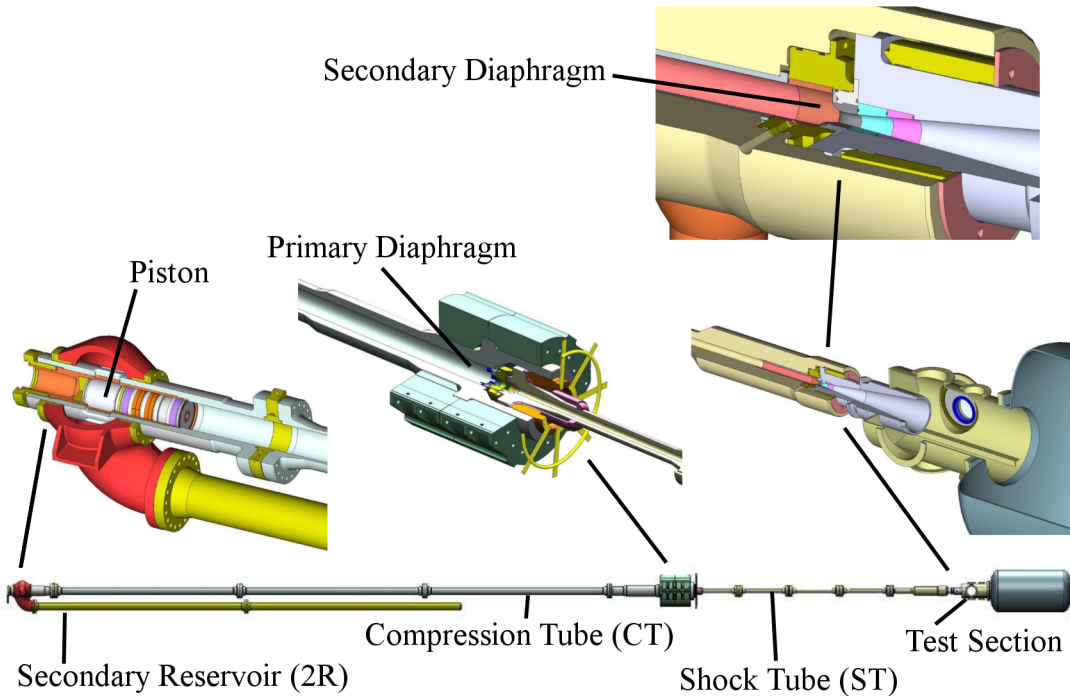 Secondary Diaphragm
Primary Diaphragm
Piston
Compression Tube (CT)
Test Section
Secondary Reservoir (2R)
Shock Tube (ST)